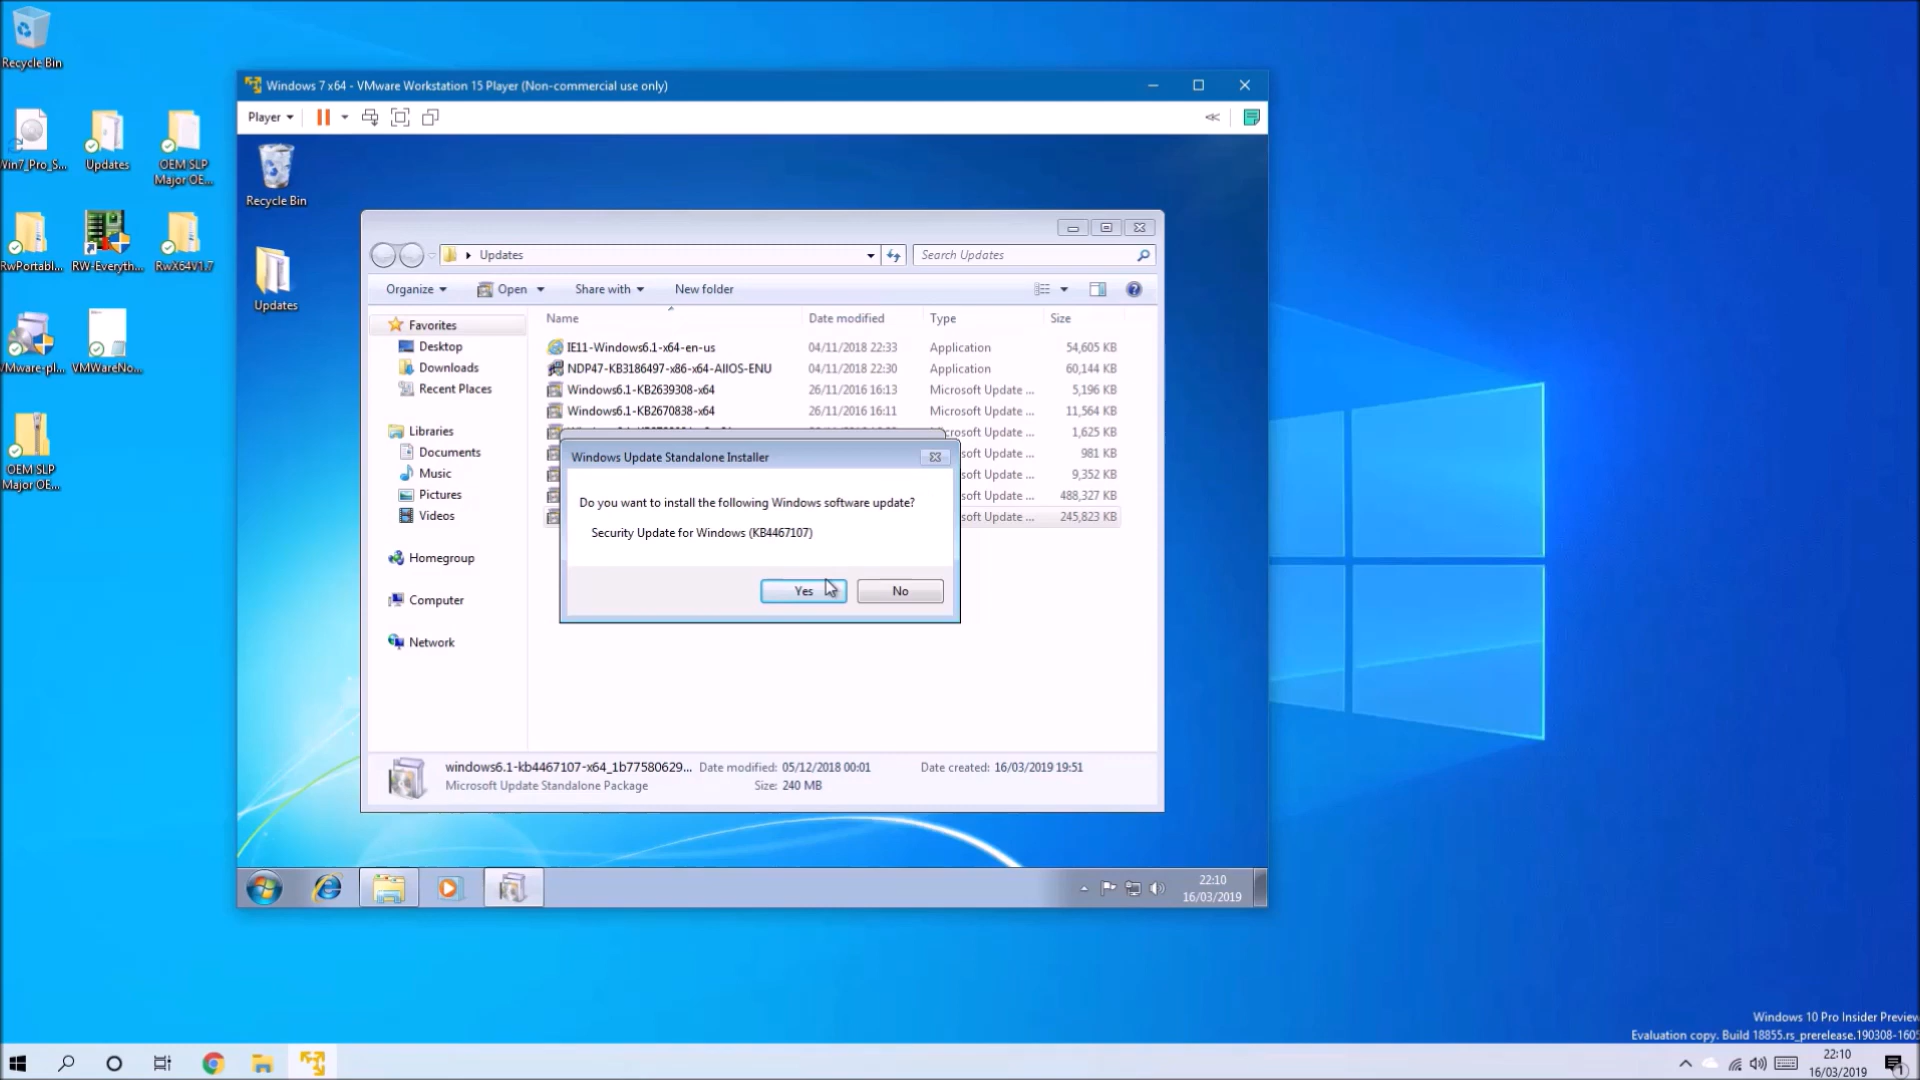 Recycle Bin
Win7_Pro_S...
Updates
OEM SLP
Major OE...
RwPortabl...
RW-Everyth...
RwX64V1.7
VMware-pl...
VMWareNo...
OEM SLP
Major OE...
Windows 7 x64 - VMware Workstation 15 Player (Non-commercial use only)
Player
Recycle Bin
Updates
Updates
Search Updates
Organize
Open
Share with
New folder
Name
Date modified
Type
Size
Favorites
Desktop
Downloads
Recent Places
Libraries
Documents
Music
Pictures
Videos
Homegroup
Computer
Network
IE11-Windows6.1-x64-en-us 04/11/2018 22:33 Application 54,605 KB
NDP47-KB3186497-x86-x64-AllOS-ENU 04/11/2018 22:30 Application 60,144 KB
Windows6.1-KB2639308-x64 26/11/2016 16:13 Microsoft Update ... 5,196 KB
Windows6.1-KB2670838-x64 26/11/2016 16:11 Microsoft Update ... 11,564 KB
Microsoft Update ... 1,625 KB
soft Update ... 981 KB
soft Update ... 9,352 KB
soft Update ... 488,327 KB
soft Update ... 245,823 KB
Windows Update Standalone Installer
Do you want to install the following Windows software update?
Security Update for Windows (KB4467107)
Yes
No
windows6.1-kb4467107-x64_1b77580629... Date modified: 05/12/2018 00:01 Date created: 16/03/2019 19:51
Microsoft Update Standalone Package Size: 240 MB
22:10
16/03/2019
Windows 10 Pro Insider Preview
Evaluation copy. Build 18855.rs_prerelease.190308-1605
22:10
16/03/2019
1